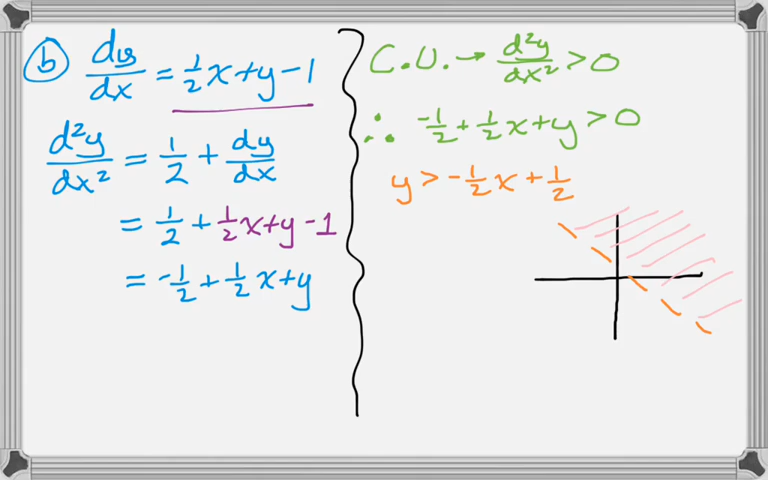 b dy/dx = 1/2x+y-1
d²y/dx² = 1/2 + dy/dx
= 1/2 + 1/2x+y-1
= -1/2 + 1/2x+y
C.U. → d²y/dx² > 0
∴ -1/2 + 1/2x+y > 0
y > -1/2x + 1/2